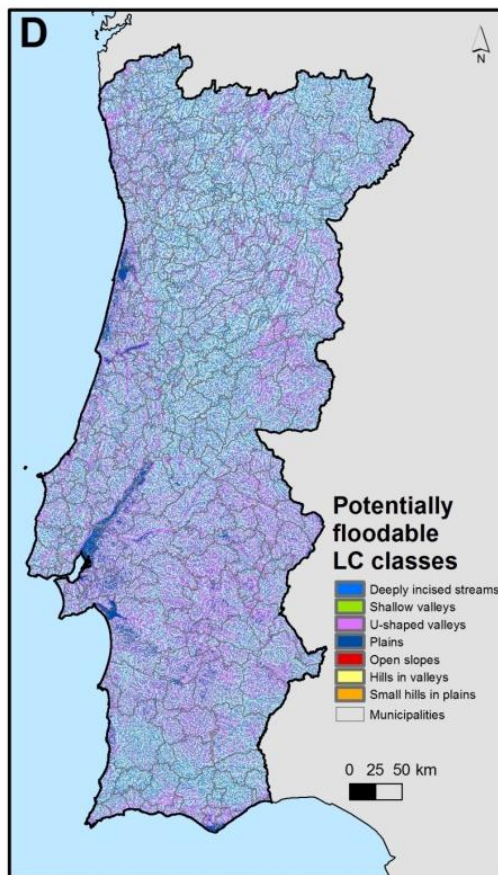 D
N
Potentially
floodable
LC classes
Deeply incised streams
Shallow valleys
U-shaped valleys
Plains
Open slopes
Hills in valleys
Small hills in plains
Municipalities
0 25 50 km